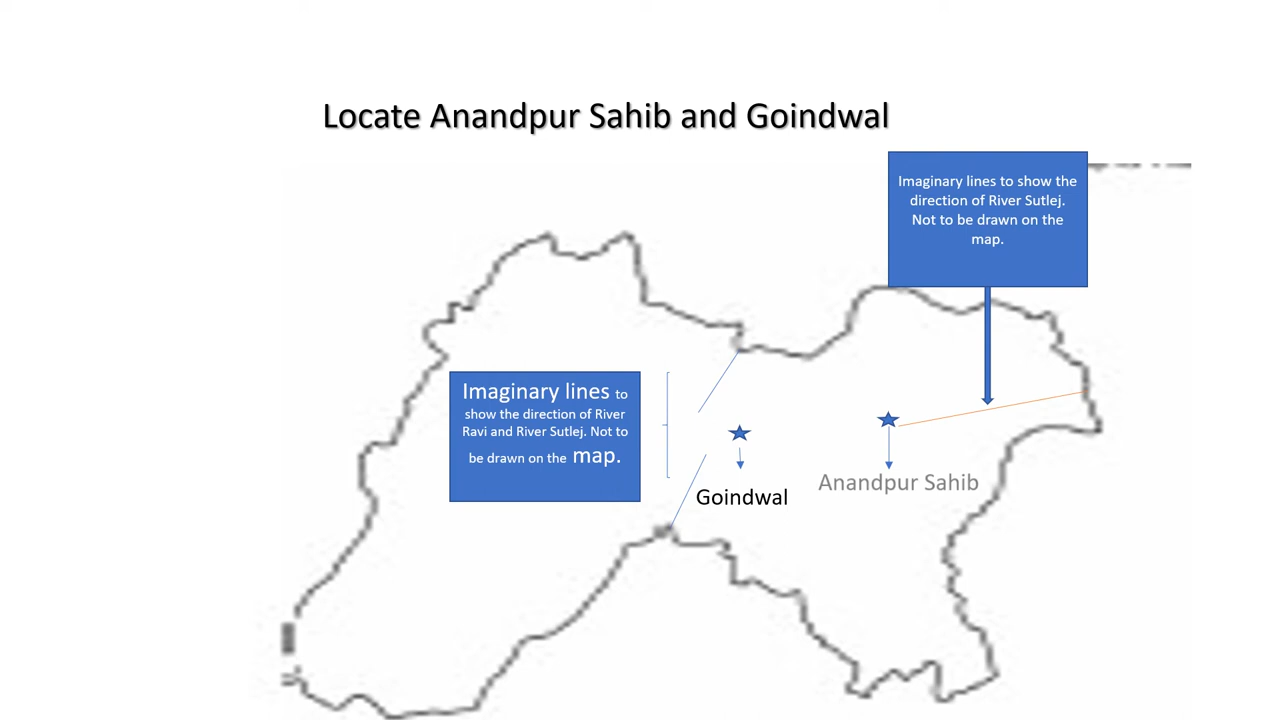 Locate Anandpur Sahib and Goindwal
Imaginary lines to show the
direction of River Sutlej.
Not to be drawn on the
map.
Imaginary lines to
show the direction of River
Ravi and River Sutlej. Not to
be drawn on the map.
Goindwal
Anandpur Sahib